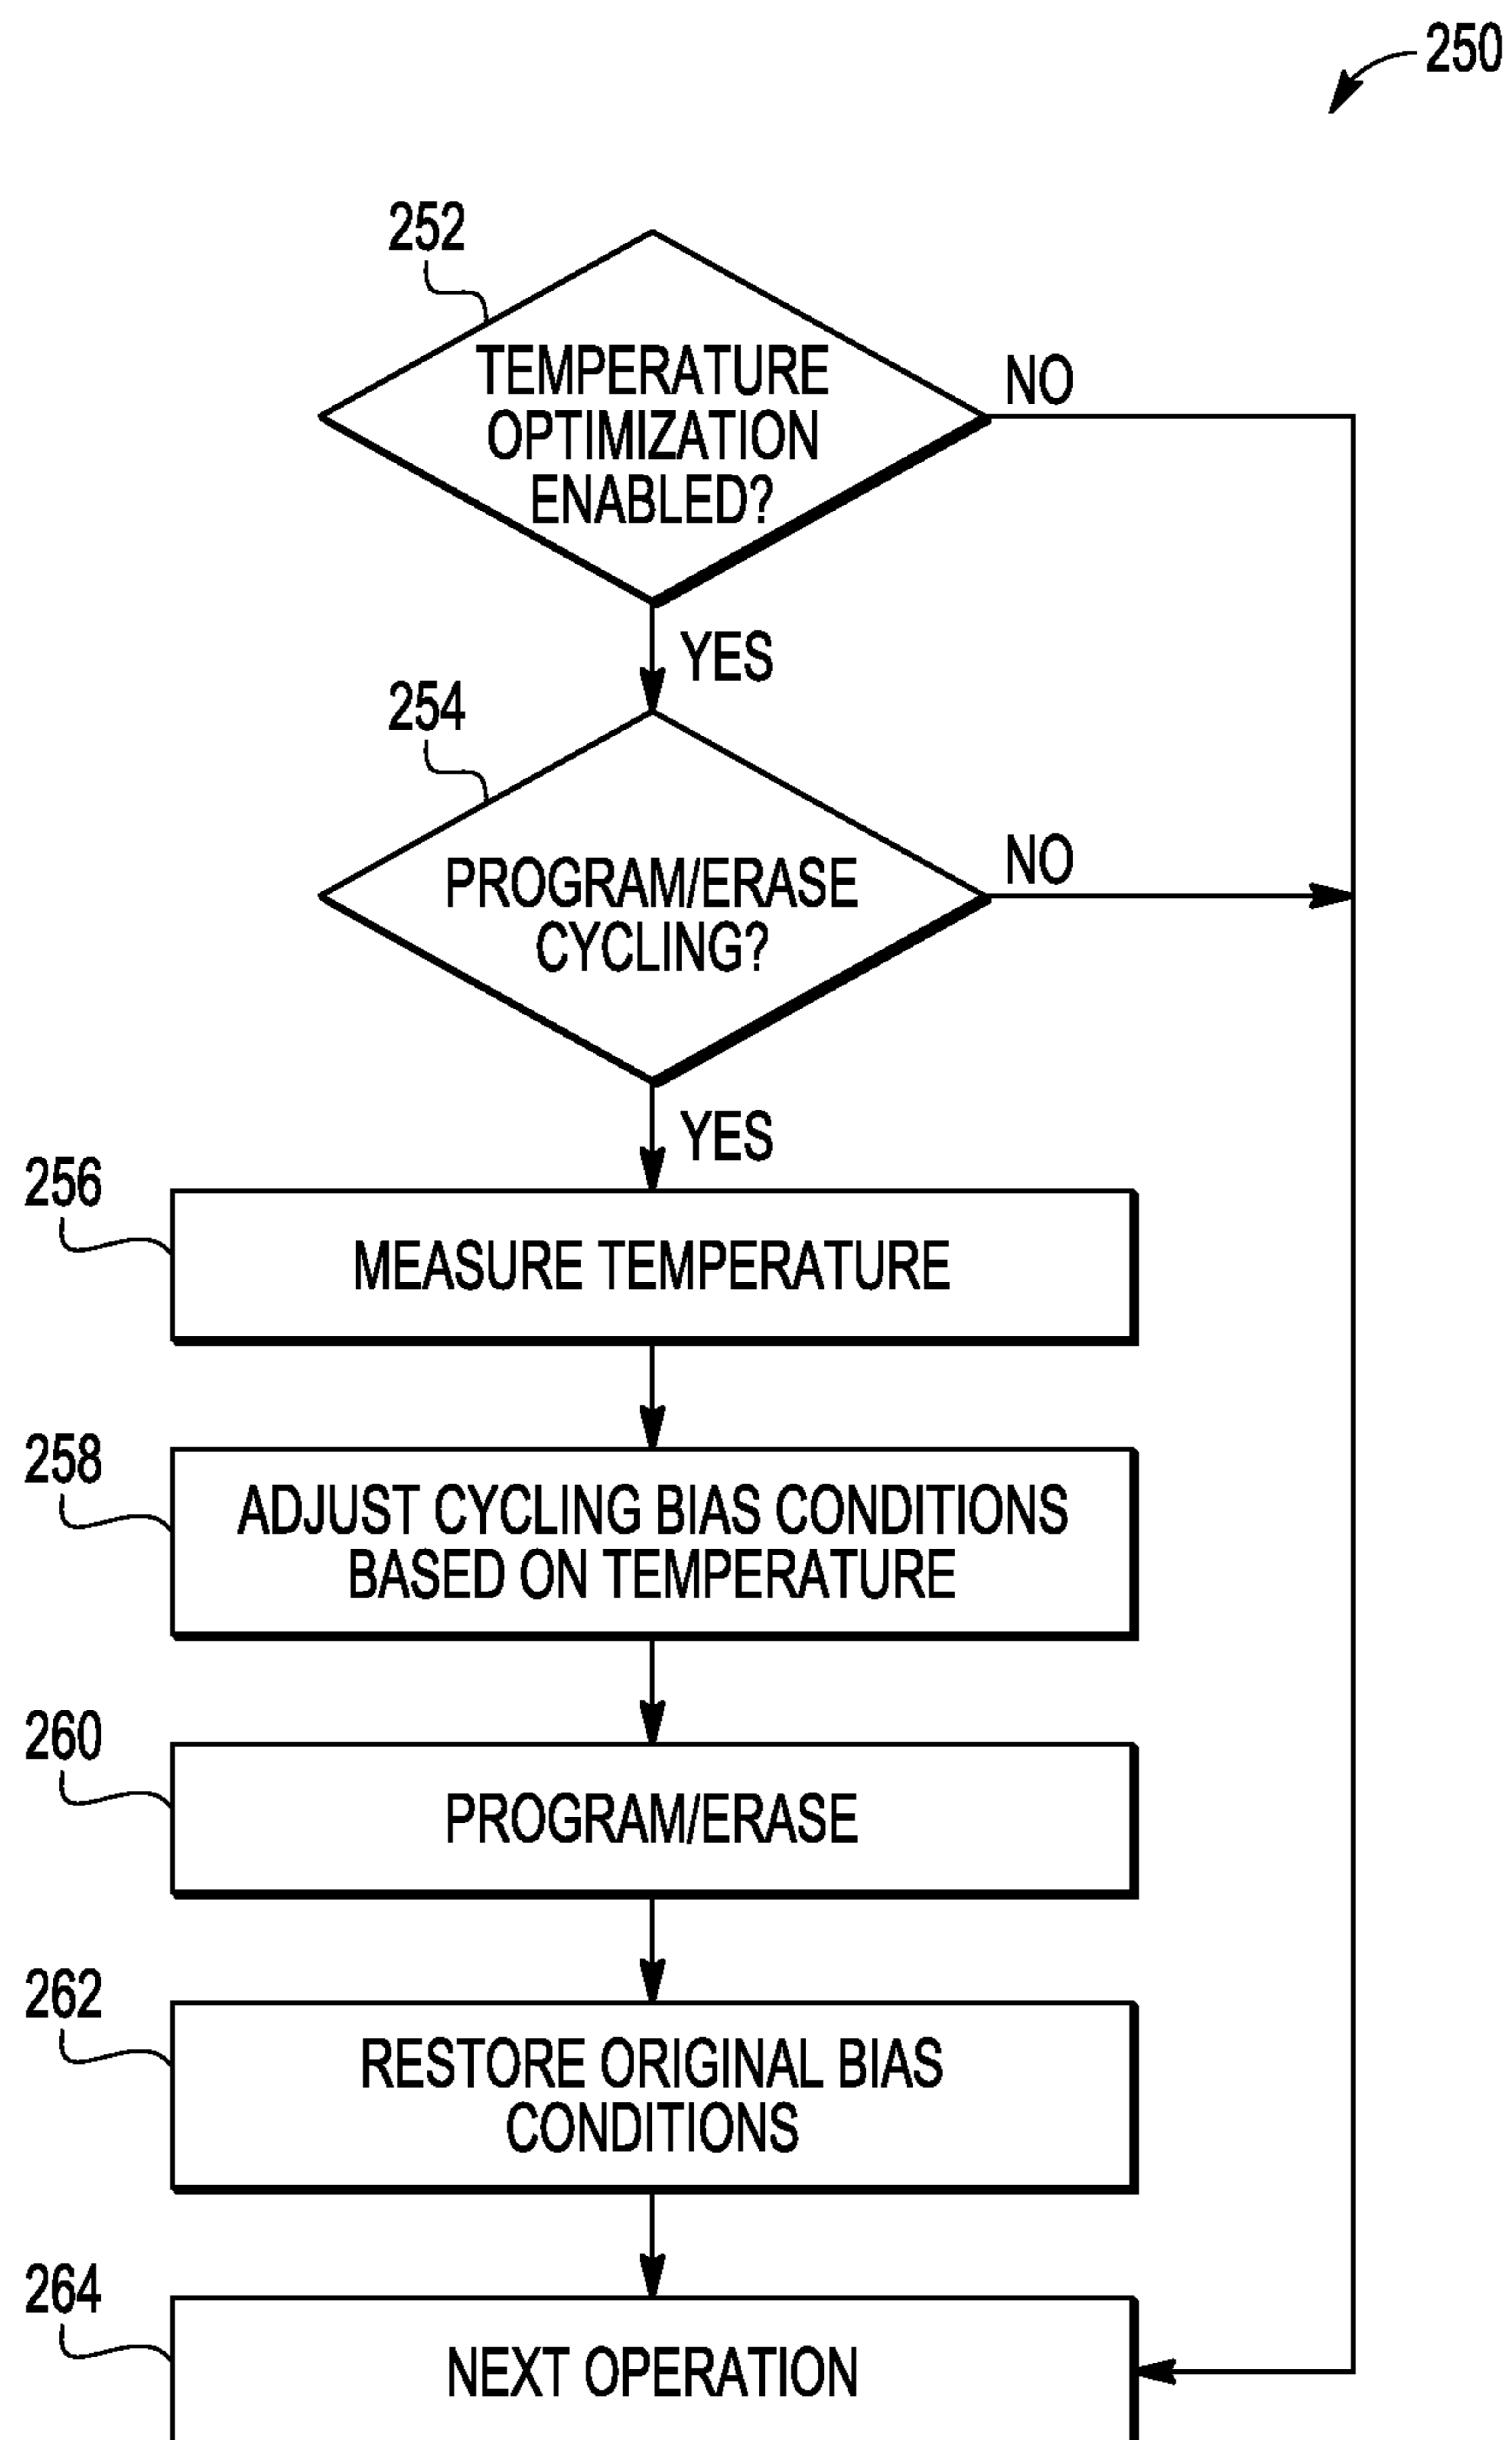 250
252
TEMPERATURE
OPTIMIZATION
ENABLED?
NO
YES
254
PROGRAM/ERASE
CYCLING?
NO
YES
256
MEASURE TEMPERATURE
258
ADJUST CYCLING BIAS CONDITIONS
BASED ON TEMPERATURE
260
PROGRAM/ERASE
262
RESTORE ORIGINAL BIAS
CONDITIONS
264
NEXT OPERATION